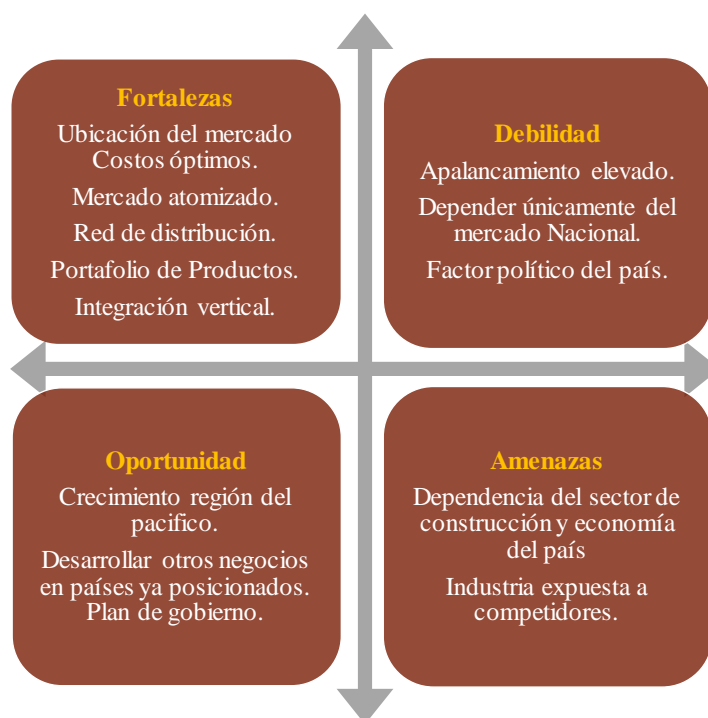 Fortalezas
Ubicación del mercado
Costos óptimos.
Mercado atomizado.
Red de distribución.
Portafolio de Productos.
Integración vertical.
Debilidad
Apalancamiento elevado.
Depender únicamente del
mercado Nacional.
Factor político del país.
Oportunidad
Crecimiento región del
pacifico.
Desarrollar otros negocios
en países ya posicionados.
Plan de gobierno.
Amenazas
Dependencia del sector de
construcción y economía
del país
Industria expuesta a
competidores.